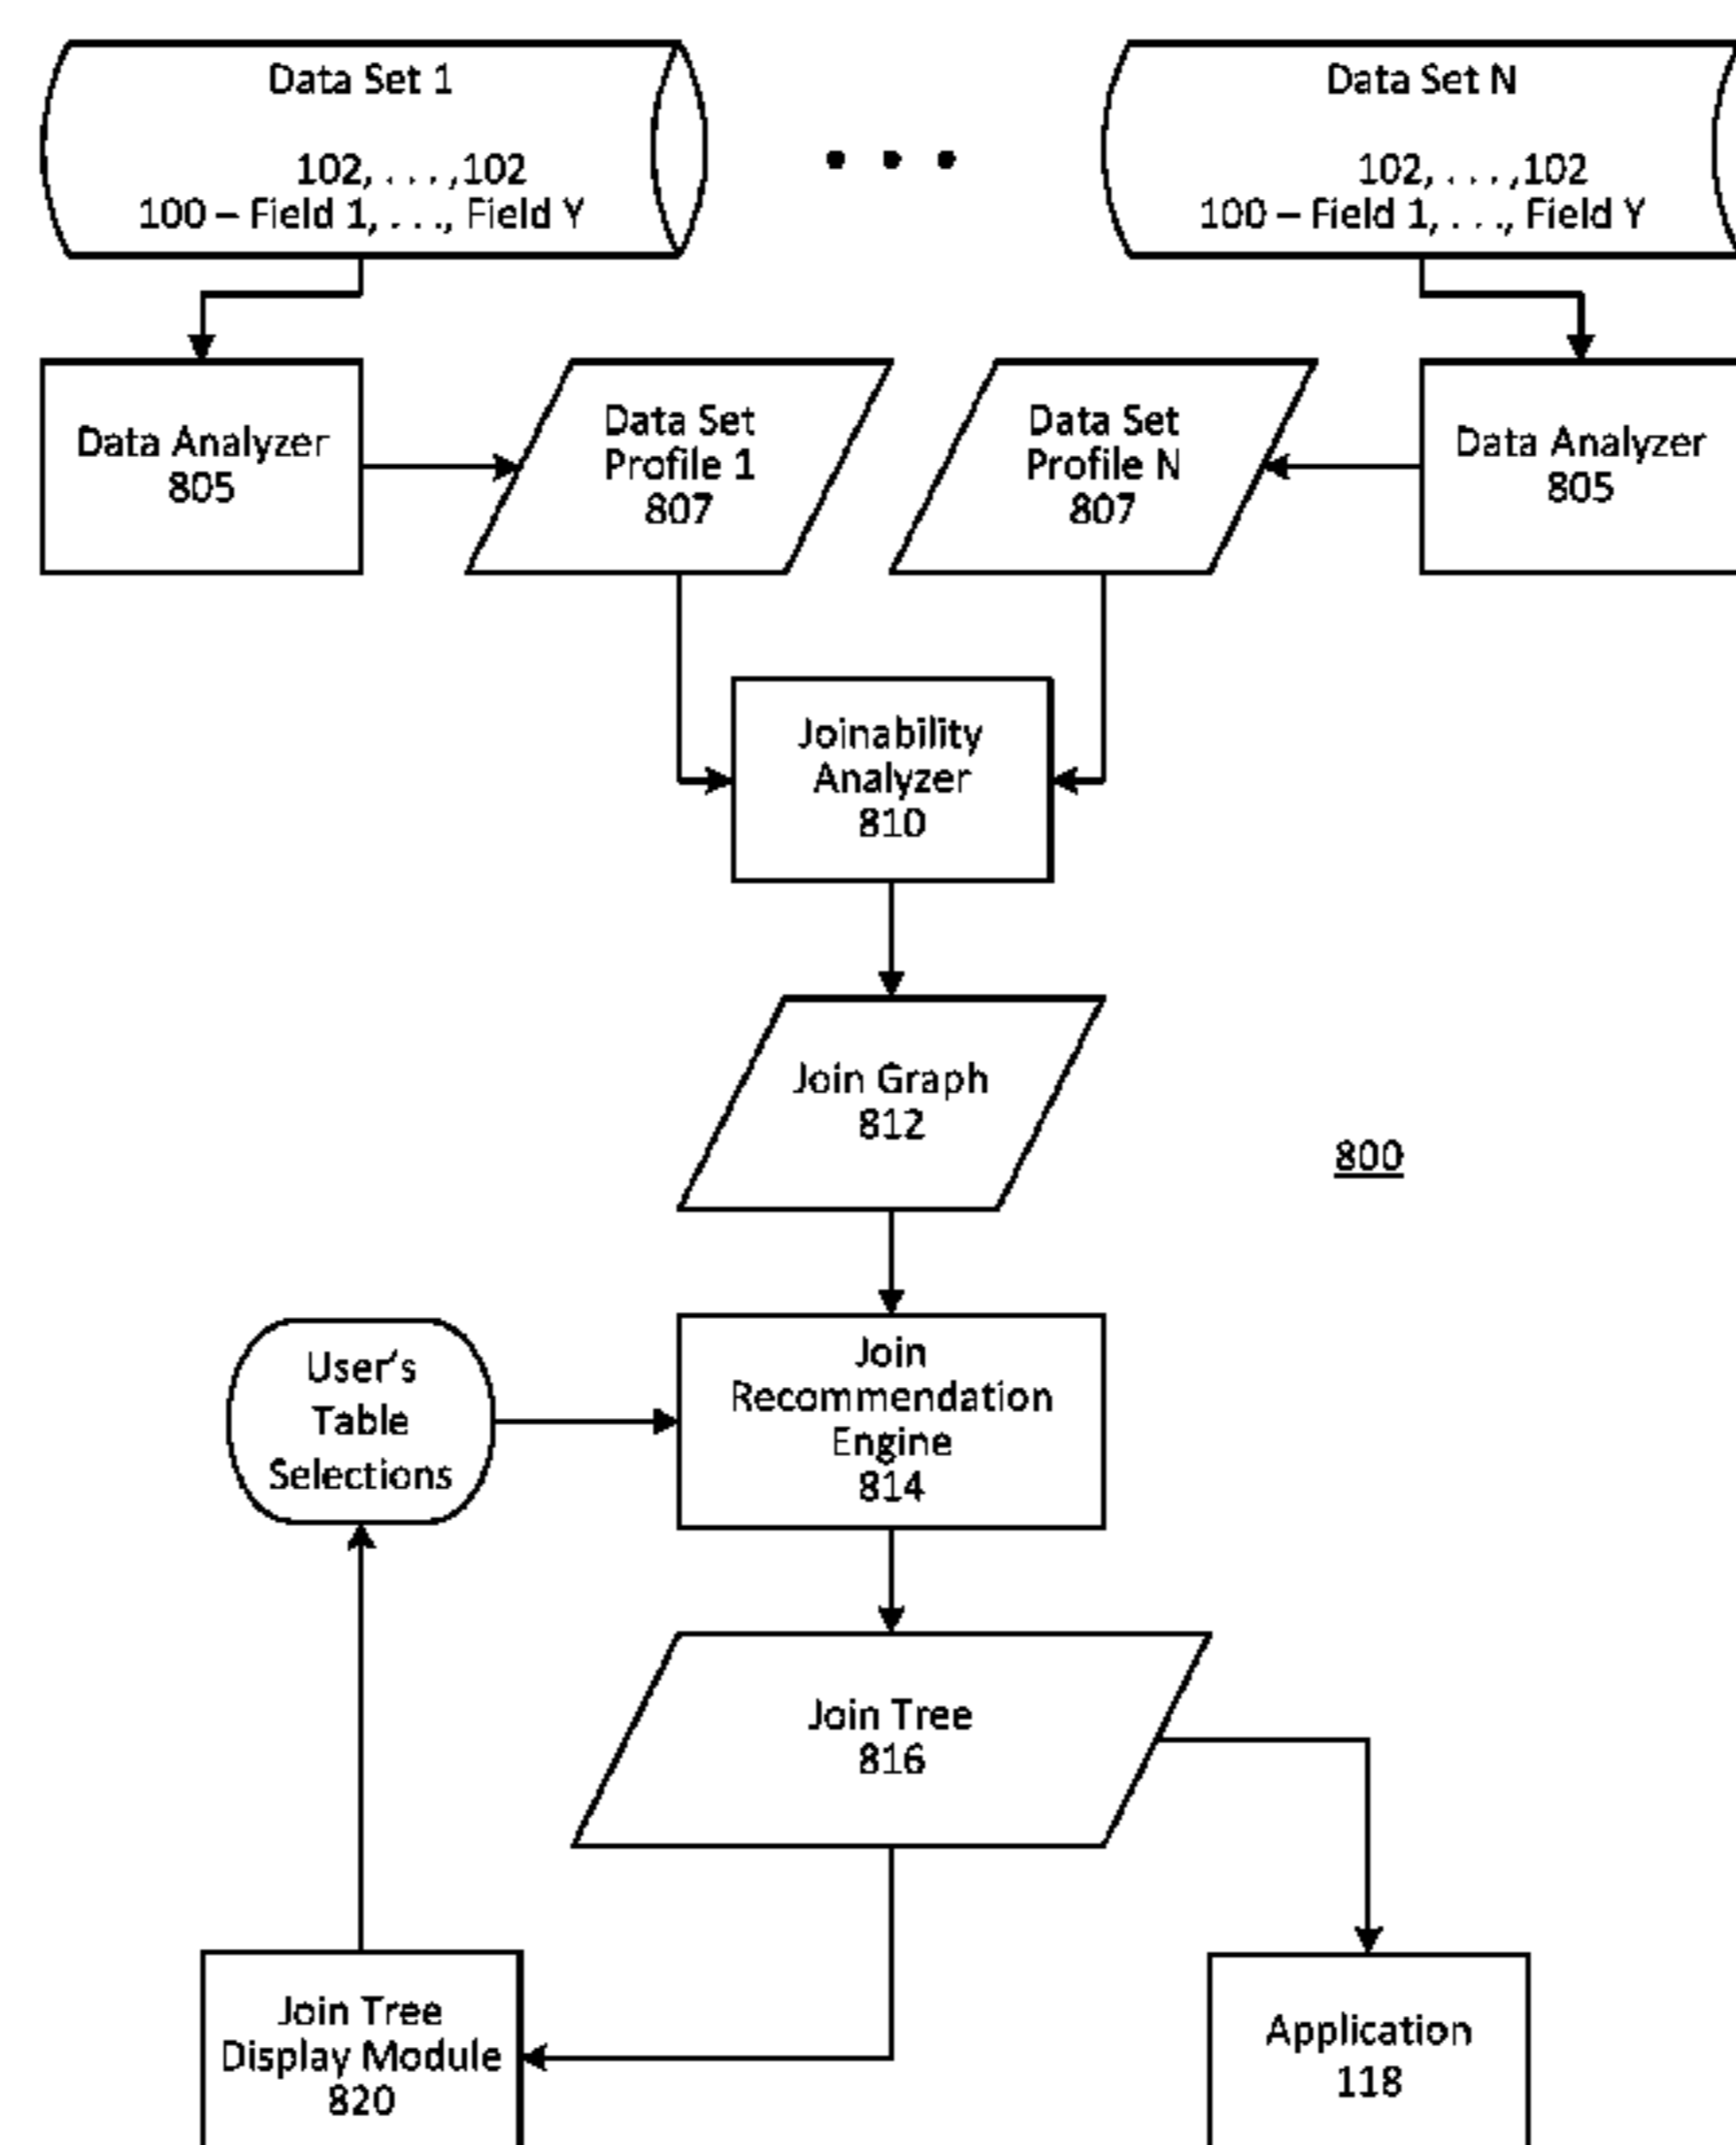 Data Set 1
102, . . . ,102
100 – Field 1, . . ., Field Y
Data Set N
102, . . . ,102
100 – Field 1, . . ., Field Y
Data Analyzer
805
Data Set
Profile 1
807
Data Set
Profile N
807
Data Analyzer
805
Joinability
Analyzer
810
Join Graph
812
800
User's
Table
Selections
Join
Recommendation
Engine
814
Join Tree
816
Join Tree
Display Module
820
Application
118